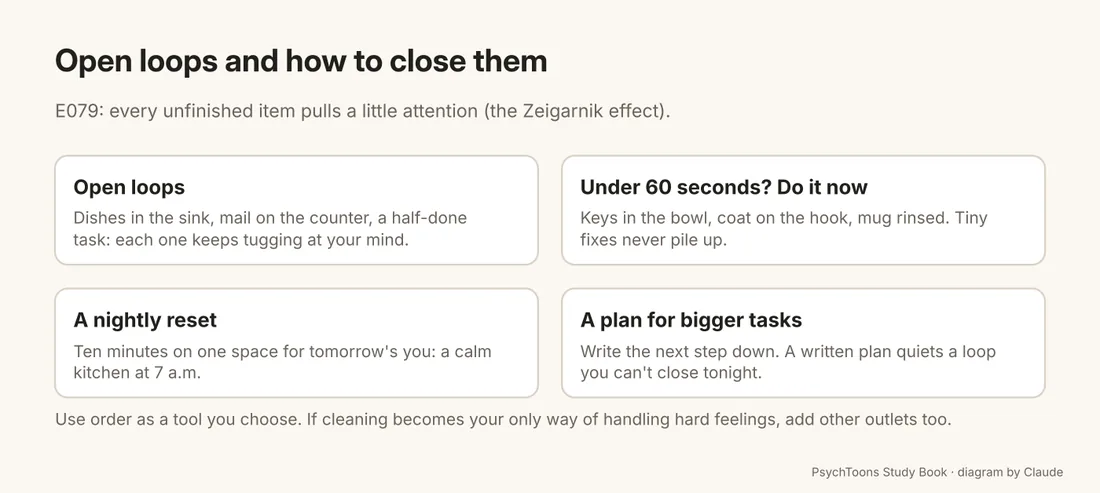 Open loops and how to close them
E079: every unfinished item pulls a little attention (the Zeigarnik effect).
Open loops
Dishes in the sink, mail on the counter, a half-done
task: each one keeps tugging at your mind.
Under 60 seconds? Do it now
Keys in the bowl, coat on the hook, mug rinsed. Tiny
fixes never pile up.
A nightly reset
Ten minutes on one space for tomorrow's you: a calm
kitchen at 7 a.m.
A plan for bigger tasks
Write the next step down. A written plan quiets a loop
you can't close tonight.
Use order as a tool you choose. If cleaning becomes your only way of handling hard feelings, add other outlets too.
PsychToons Study Book · diagram by Claude